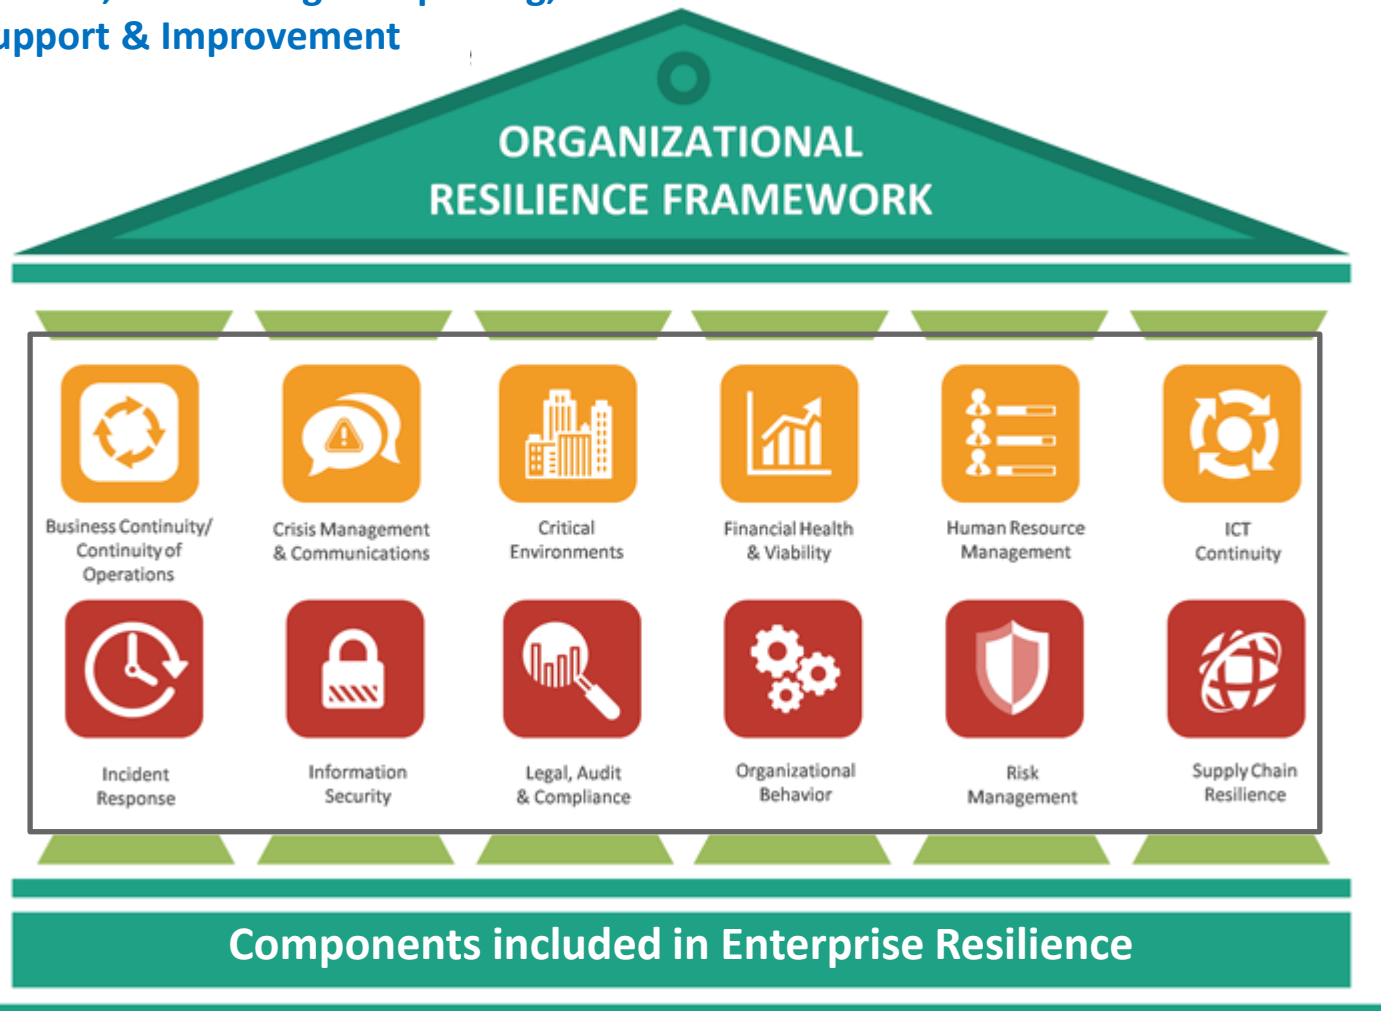 upport & Improvement
ORGANIZATIONAL
RESILIENCE FRAMEWORK
Business Continuity/
Continuity of
Operations
Crisis Management
& Communications
Critical
Environments
Financial Health
& Viability
Human Resource
Management
ICT
Continuity
Incident
Response
Information
Security
Legal, Audit
& Compliance
Organizational
Behavior
Risk
Management
Supply Chain
Resilience
Components included in Enterprise Resilience